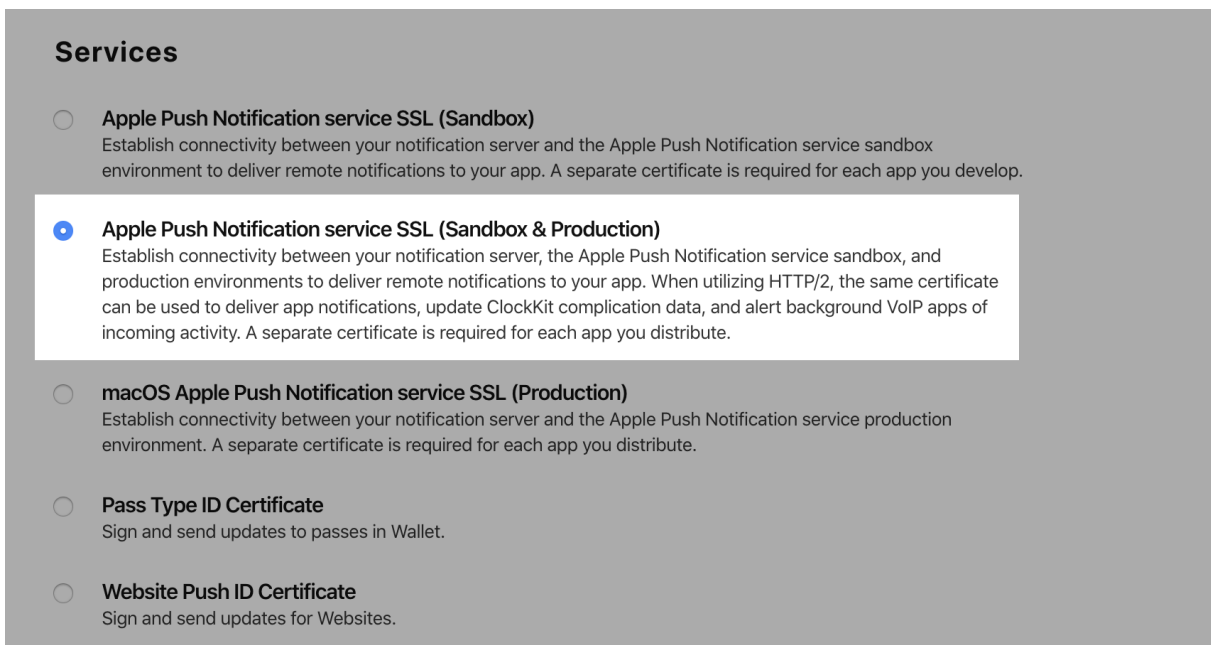 Services
Apple Push Notification service SSL (Sandbox)
Establish connectivity between your notification server and the Apple Push Notification service sandbox
environment to deliver remote notifications to your app. A separate certificate is required for each app you develop.
Apple Push Notification service SSL (Sandbox & Production)
Establish connectivity between your notification server, the Apple Push Notification service sandbox, and
production environments to deliver remote notifications to your app. When utilizing HTTP/2, the same certificate
can be used to deliver app notifications, update ClockKit complication data, and alert background VoIP apps of
incoming activity. A separate certificate is required for each app you distribute.
macOS Apple Push Notification service SSL (Production)
Establish connectivity between your notification server and the Apple Push Notification service production
environment. A separate certificate is required for each app you distribute.
Pass Type ID Certificate
Sign and send updates to passes in Wallet.
Website Push ID Certificate
Sign and send updates for Websites.